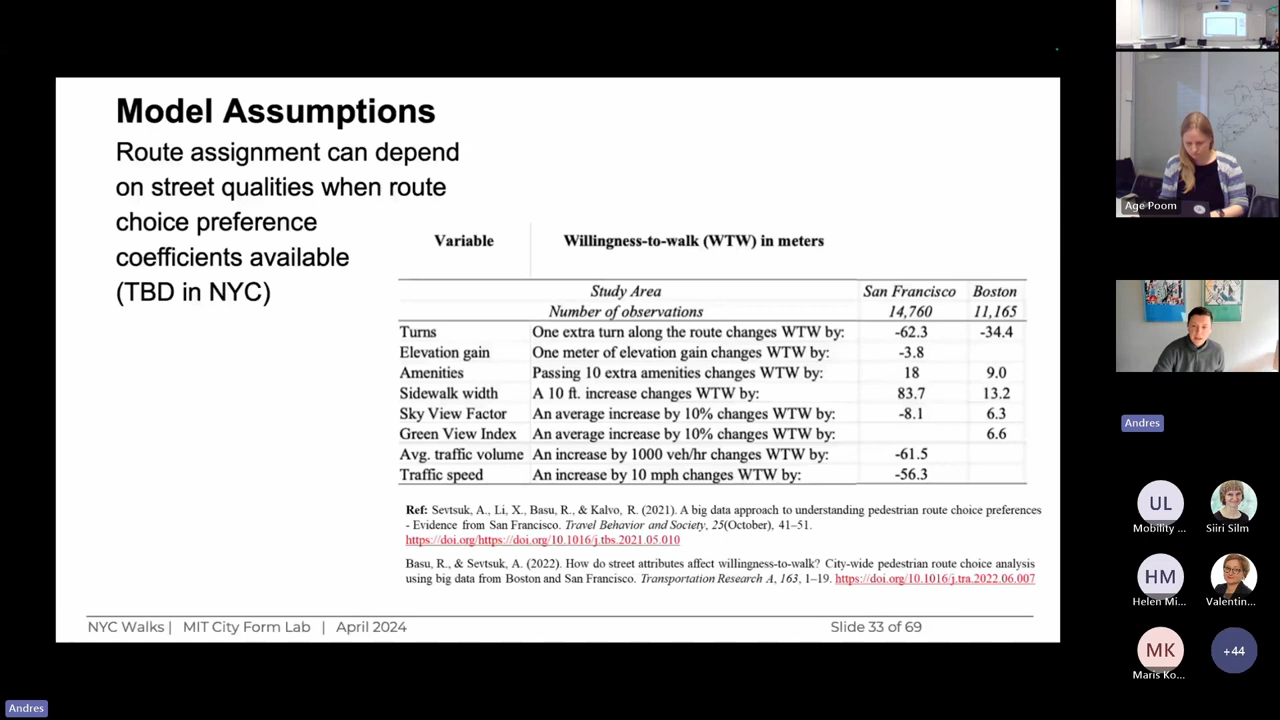 Model Assumptions
Route assignment can depend
on street qualities when route
choice preference
coefficients available
(TBD in NYC)
Variable Willingness-to-walk (WTW) in meters
Study Area San Francisco Boston
Number of observations 14,760 11,165
Turns One extra turn along the route changes WTW by: -62.3 -34.4
Elevation gain One meter of elevation gain changes WTW by: -3.8
Amenities Passing 10 extra amenities changes WTW by: 18 9.0
Sidewalk width A 10 ft. increase changes WTW by: 83.7 13.2
Sky View Factor An average increase by 10% changes WTW by: -8.1 6.3
Green View Index An average increase by 10% changes WTW by: 6.6
Avg. traffic volume An increase by 1000 veh/hr changes WTW by: -61.5
Traffic speed An increase by 10 mph changes WTW by: -56.3
Ref: Sevtsuk, A., Li, X., Basu, R., & Kalvo, R. (2021). A big data approach to understanding pedestrian route choice preferences
- Evidence from San Francisco. Travel Behavior and Society, 25(October), 41–51.
https://doi.org/https://doi.org/10.1016/j.tbs.2021.05.010
Basu, R., & Sevtsuk, A. (2022). How do street attributes affect willingness-to-walk? City-wide pedestrian route choice analysis
using big data from Boston and San Francisco. Transportation Research A, 163, 1–19. https://doi.org/10.1016/j.tra.2022.06.007
NYC Walks | MIT City Form Lab | April 2024 Slide 33 of 69
Andres
Age Poom
Andres
UL
Mobility ... Siiri Silm
HM
Helen Mi... Valentin...
MK +44
Maris Ko...